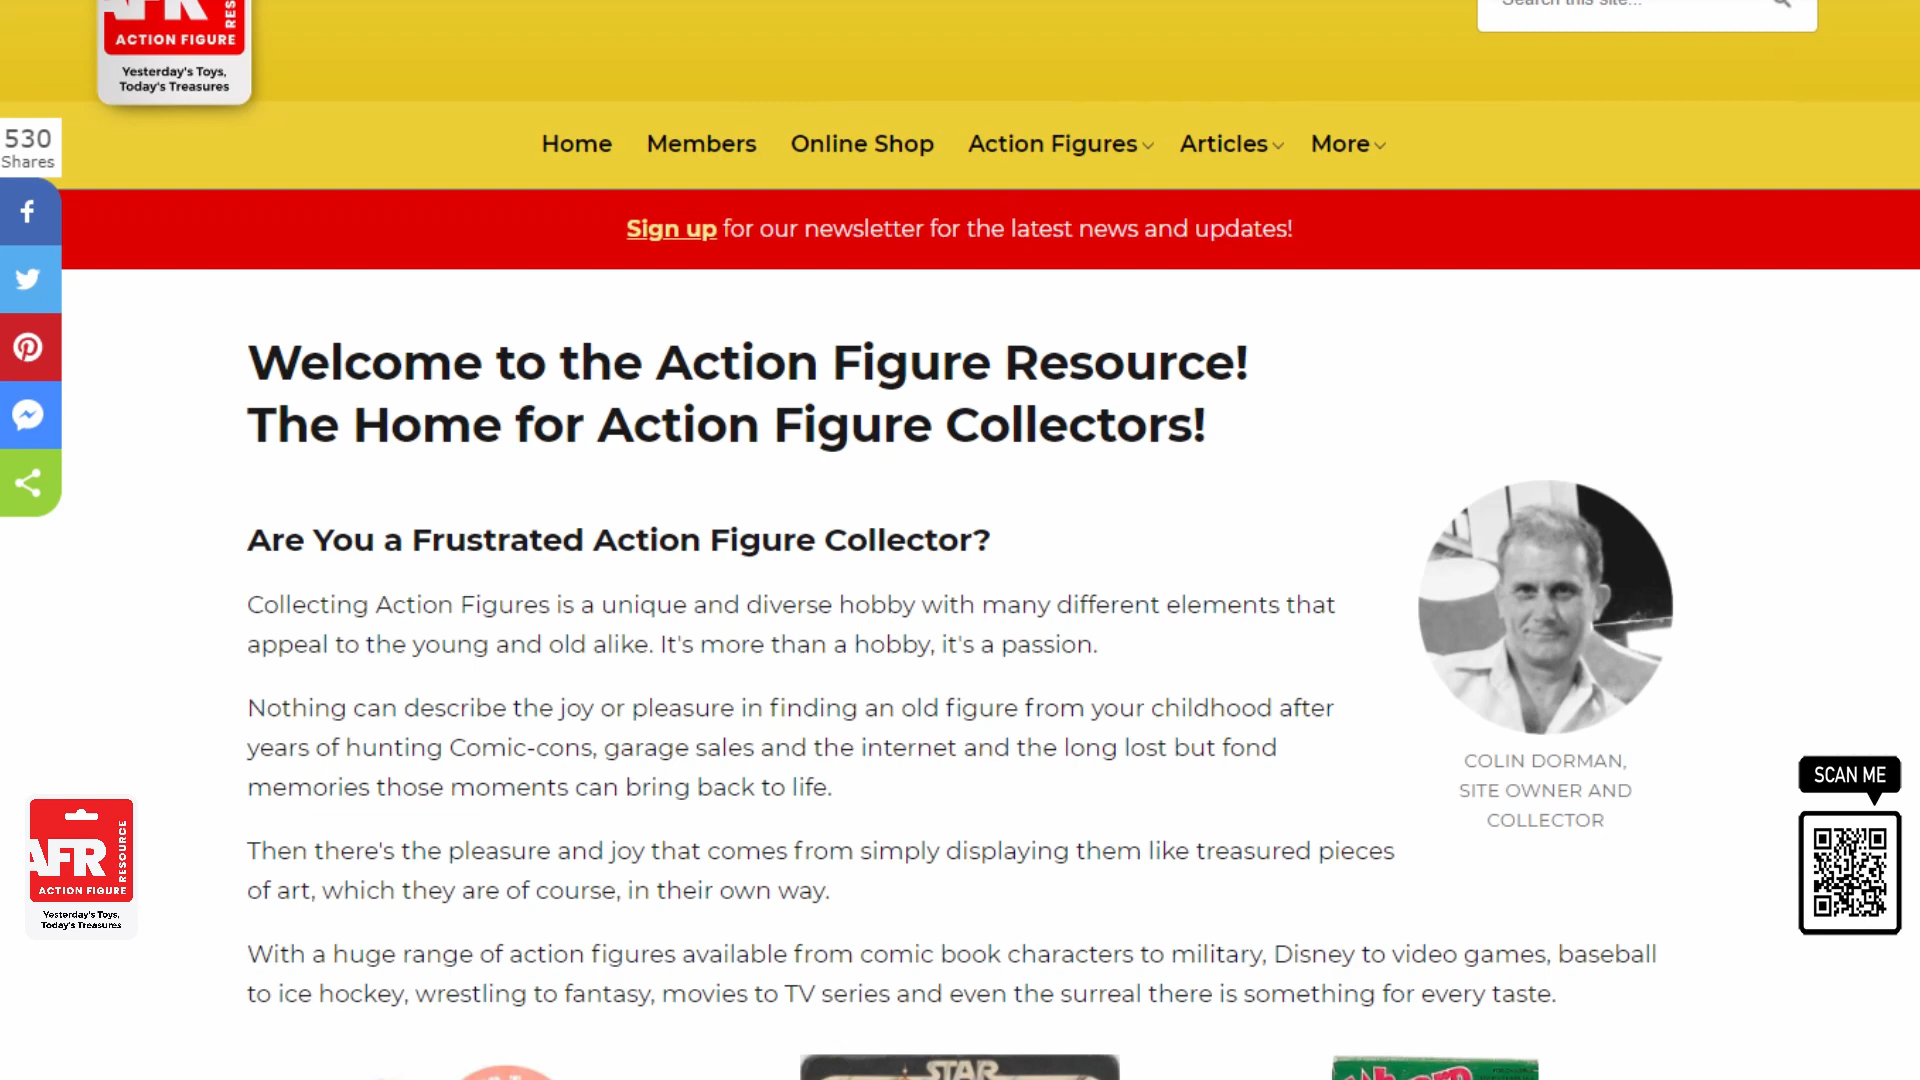 AFR
RES
ACTION FIGURE
Yesterday's Toys,
Today's Treasures
Search this site...
530
Shares
Home Members Online Shop Action Figures Articles More
Sign up for our newsletter for the latest news and updates!
Welcome to the Action Figure Resource!
The Home for Action Figure Collectors!
Are You a Frustrated Action Figure Collector?
Collecting Action Figures is a unique and diverse hobby with many different elements that
appeal to the young and old alike. It's more than a hobby, it's a passion.
Nothing can describe the joy or pleasure in finding an old figure from your childhood after
years of hunting Comic-cons, garage sales and the internet and the long lost but fond
memories those moments can bring back to life.
COLIN DORMAN,
SITE OWNER AND
COLLECTOR
Then there's the pleasure and joy that comes from simply displaying them like treasured pieces
of art, which they are of course, in their own way.
With a huge range of action figures available from comic book characters to military, Disney to video games, baseball
to ice hockey, wrestling to fantasy, movies to TV series and even the surreal there is something for every taste.
SCAN ME
AFR
RESOURCE
ACTION FIGURE
Yesterday's Toys,
Today's Treasures
STAR